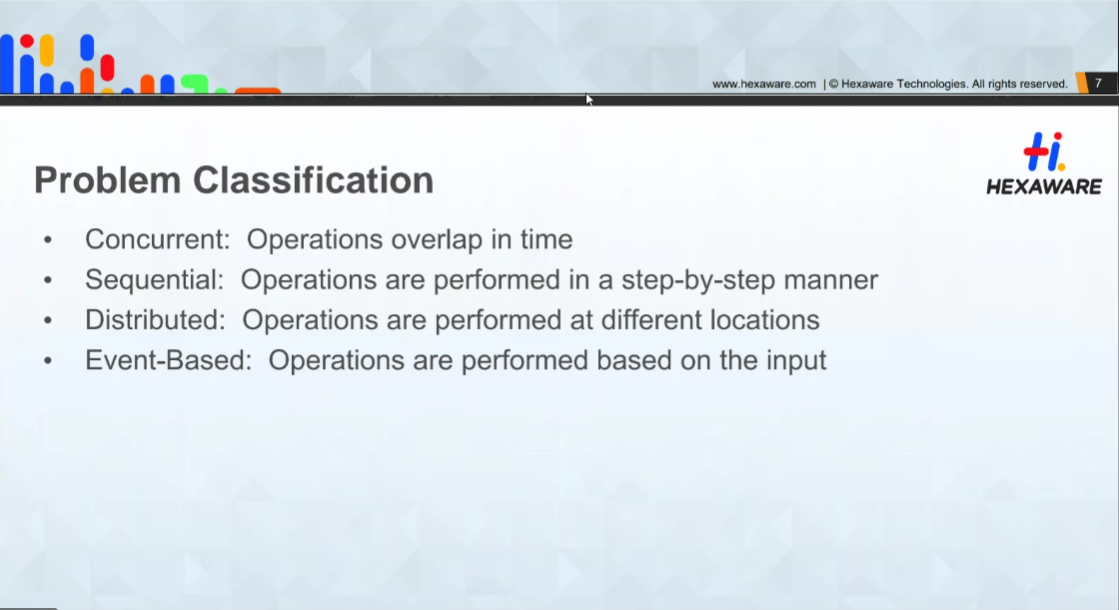 www.hexaware.com | © Hexaware Technologies. All rights reserved. 7
Hi.
HEXAWARE
Problem Classification
• Concurrent: Operations overlap in time
• Sequential: Operations are performed in a step-by-step manner
• Distributed: Operations are performed at different locations
• Event-Based: Operations are performed based on the input